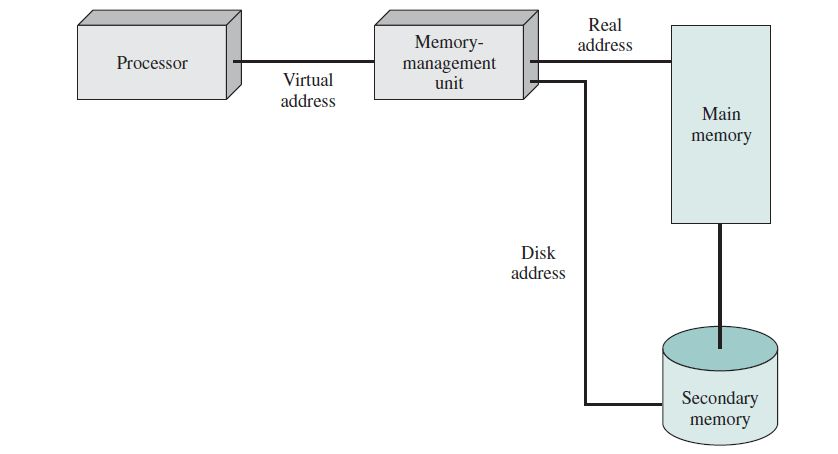 Processor
Virtual
address
Memory-
management
unit
Real
address
Main
memory
Disk
address
Secondary
memory